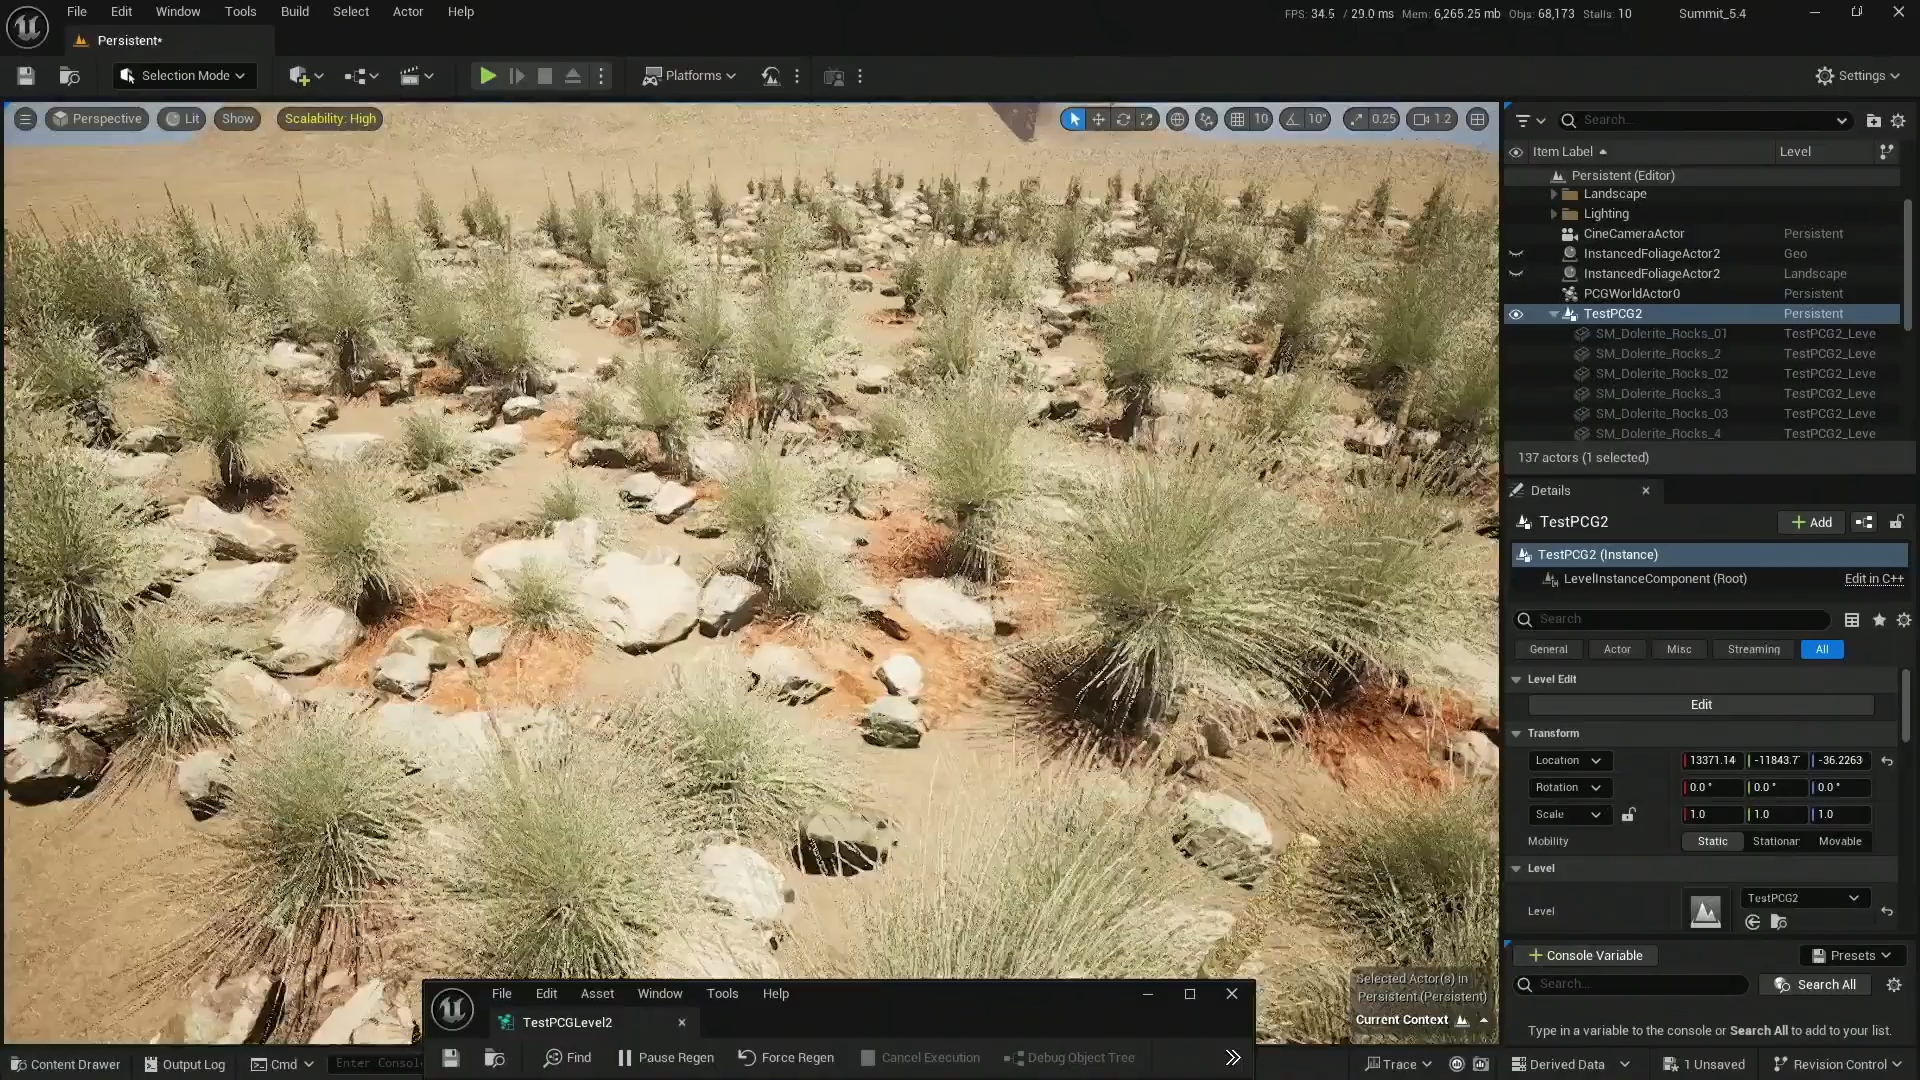 File Edit Window Tools Build Select Actor Help
FPS: 34.5 / 29.0 ms Mem: 6,265.25 mb Objs: 68,173 Stalls: 10 Summit_5.4
Persistent*
Selection Mode
Platforms
Settings
Perspective Lit Show Scalability: High
10 10° 0.25 1.2
Search...
Item Label Level
Persistent (Editor)
Landscape
Lighting
CineCameraActor Persistent
InstancedFoliageActor2 Geo
InstancedFoliageActor2 Landscape
PCGWorldActor0 Persistent
TestPCG2 Persistent
SM_Dolerite_Rocks_01 TestPCG2_Leve
SM_Dolerite_Rocks_2 TestPCG2_Leve
SM_Dolerite_Rocks_02 TestPCG2_Leve
SM_Dolerite_Rocks_3 TestPCG2_Leve
SM_Dolerite_Rocks_03 TestPCG2_Leve
SM_Dolerite_Rocks_4 TestPCG2_Leve
137 actors (1 selected)
Details
TestPCG2
Add
TestPCG2 (Instance)
LevelInstanceComponent (Root) Edit in C++
Search
General Actor Misc Streaming All
Level Edit
Edit
Transform
Location 13371.14 -11843.7 -36.2263
Rotation 0.0 ° 0.0 ° 0.0 °
Scale 1.0 1.0 1.0
Mobility Static Stationar Movable
Level
Level TestPCG2
Console Variable Presets
Search... Search All
Type in a variable to the console or Search All to add to your list.
Selected Actor(s) in
Persistent (Persistent)
Current Context
File Edit Asset Window Tools Help
TestPCGLevel2
Find Pause Regen Force Regen Cancel Execution Debug Object Tree
Content Drawer Output Log Cmd Enter Consol
Trace Derived Data 1 Unsaved Revision Control